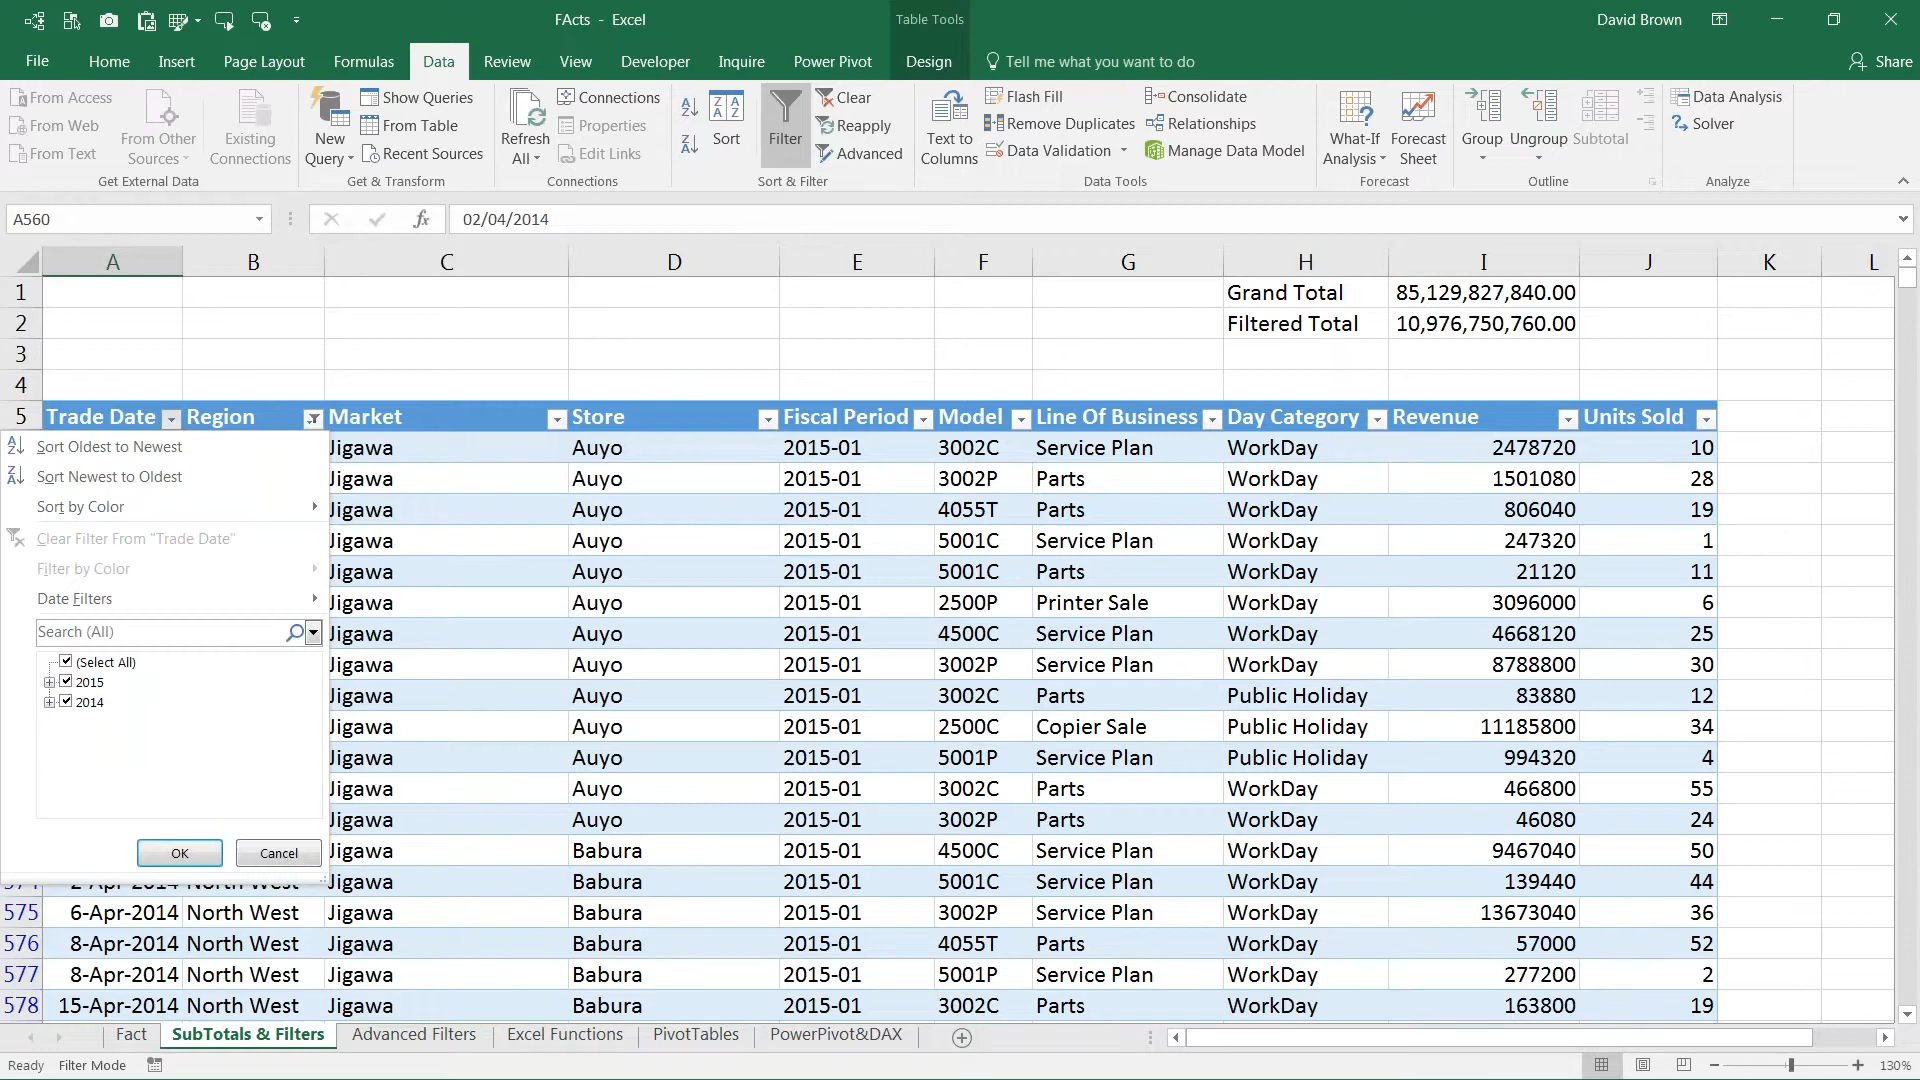 FActs - Excel
Table Tools
David Brown
File Home Insert Page Layout Formulas Data Review View Developer Inquire Power Pivot Design Tell me what you want to do Share
From Access
From Web
From Text
From Other Sources
Existing Connections
Get External Data
New Query
Show Queries
From Table
Recent Sources
Get & Transform
Refresh All
Connections
Properties
Edit Links
Connections
Sort
Filter
Clear
Reapply
Advanced
Sort & Filter
Text to Columns
Flash Fill
Remove Duplicates
Data Validation
Consolidate
Relationships
Manage Data Model
Data Tools
What-If Analysis
Forecast Sheet
Forecast
Group
Ungroup
Subtotal
Outline
Data Analysis
Solver
Analyze
A560 fx 02/04/2014
A B C D E F G H I J K L
1 Grand Total 85,129,827,840.00
2 Filtered Total 10,976,750,760.00
3
4
5 Trade Date Region Market Store Fiscal Period Model Line Of Business Day Category Revenue Units Sold
Jigawa Auyo 2015-01 3002C Service Plan WorkDay 2478720 10
Jigawa Auyo 2015-01 3002P Parts WorkDay 1501080 28
Jigawa Auyo 2015-01 4055T Parts WorkDay 806040 19
Jigawa Auyo 2015-01 5001C Service Plan WorkDay 247320 1
Jigawa Auyo 2015-01 5001C Parts WorkDay 21120 11
Jigawa Auyo 2015-01 2500P Printer Sale WorkDay 3096000 6
Jigawa Auyo 2015-01 4500C Service Plan WorkDay 4668120 25
Jigawa Auyo 2015-01 3002P Service Plan WorkDay 8788800 30
Jigawa Auyo 2015-01 3002C Parts Public Holiday 83880 12
Jigawa Auyo 2015-01 2500C Copier Sale Public Holiday 11185800 34
Jigawa Auyo 2015-01 5001P Service Plan Public Holiday 994320 4
Jigawa Auyo 2015-01 3002C Parts WorkDay 466800 55
Jigawa Auyo 2015-01 3002P Parts WorkDay 46080 24
Jigawa Babura 2015-01 4500C Service Plan WorkDay 9467040 50
Jigawa Babura 2015-01 5001C Service Plan WorkDay 139440 44
575 6-Apr-2014 North West Jigawa Babura 2015-01 3002P Service Plan WorkDay 13673040 36
576 8-Apr-2014 North West Jigawa Babura 2015-01 4055T Parts WorkDay 57000 52
577 8-Apr-2014 North West Jigawa Babura 2015-01 5001P Service Plan WorkDay 277200 2
578 15-Apr-2014 North West Jigawa Babura 2015-01 3002C Parts WorkDay 163800 19
Sort Oldest to Newest
Sort Newest to Oldest
Sort by Color
Clear Filter From "Trade Date"
Filter by Color
Date Filters
Search (All)
(Select All)
2015
2014
OK Cancel
Fact SubTotals & Filters Advanced Filters Excel Functions PivotTables PowerPivot&DAX
Ready Filter Mode 130%